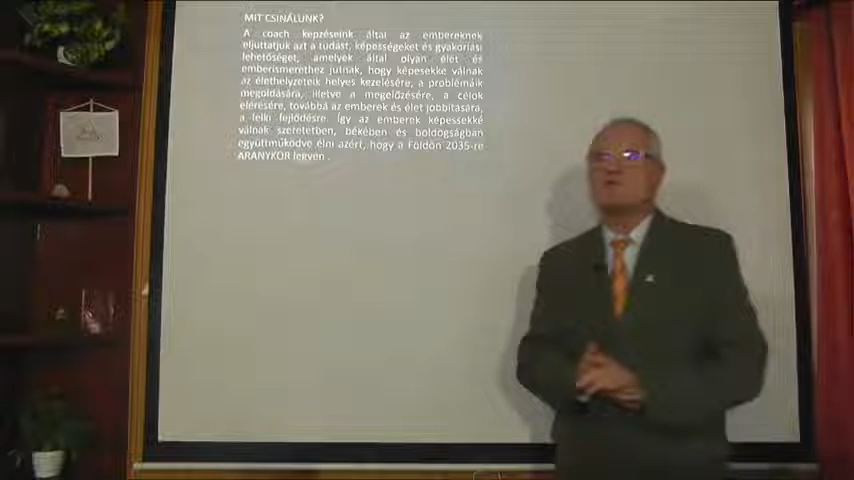 MIT CSINÁLUNK?
A coach képzéseink által az embereknek
eljuttatjuk azt a tudást, képességeket és gyakorlási
lehetőséget, amelyek által olyan élet és
emberismerethez jutnak, hogy képesekké válnak
az élethelyzeteik helyes kezelésére, a problémáik
megoldására, illetve a megelőzésére, a célok
elérésére, továbbá az emberek és élet jobbítására,
a lelki fejlődésre. Így az emberek képessekké
válnak szeretetben, békében és boldogságban
együttműködve élni azért, hogy a Földön 2035-re
ARANYKOR legyen .